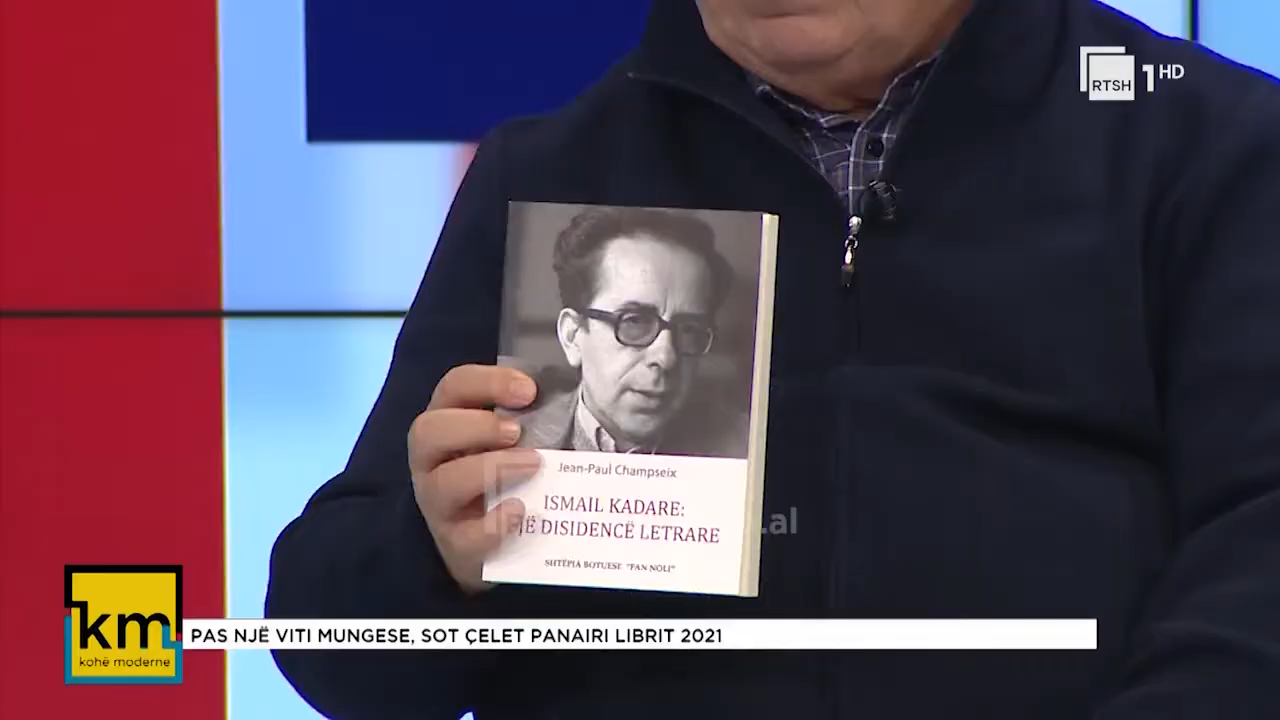 RTSH 1 HD
Jean-Paul Champseix
ISMAIL KADARE:
DISIDENCË LETRARE
SHTËPIA BOTUESE "FAN NOLI"
.al
km
kohë moderne
PAS NJË VITI MUNGESE, SOT ÇELET PANAIRI LIBRIT 2021